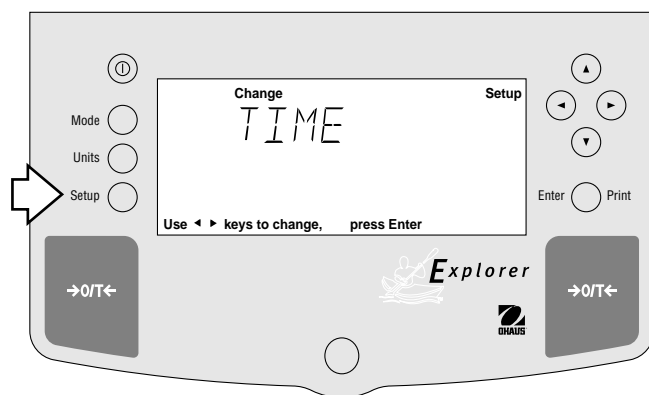 Change Setup
TIME
Mode
Units
Setup
Use ◄ ► keys to change, press Enter
Enter Print
→0/T←
Explorer
→0/T←
OHAUS